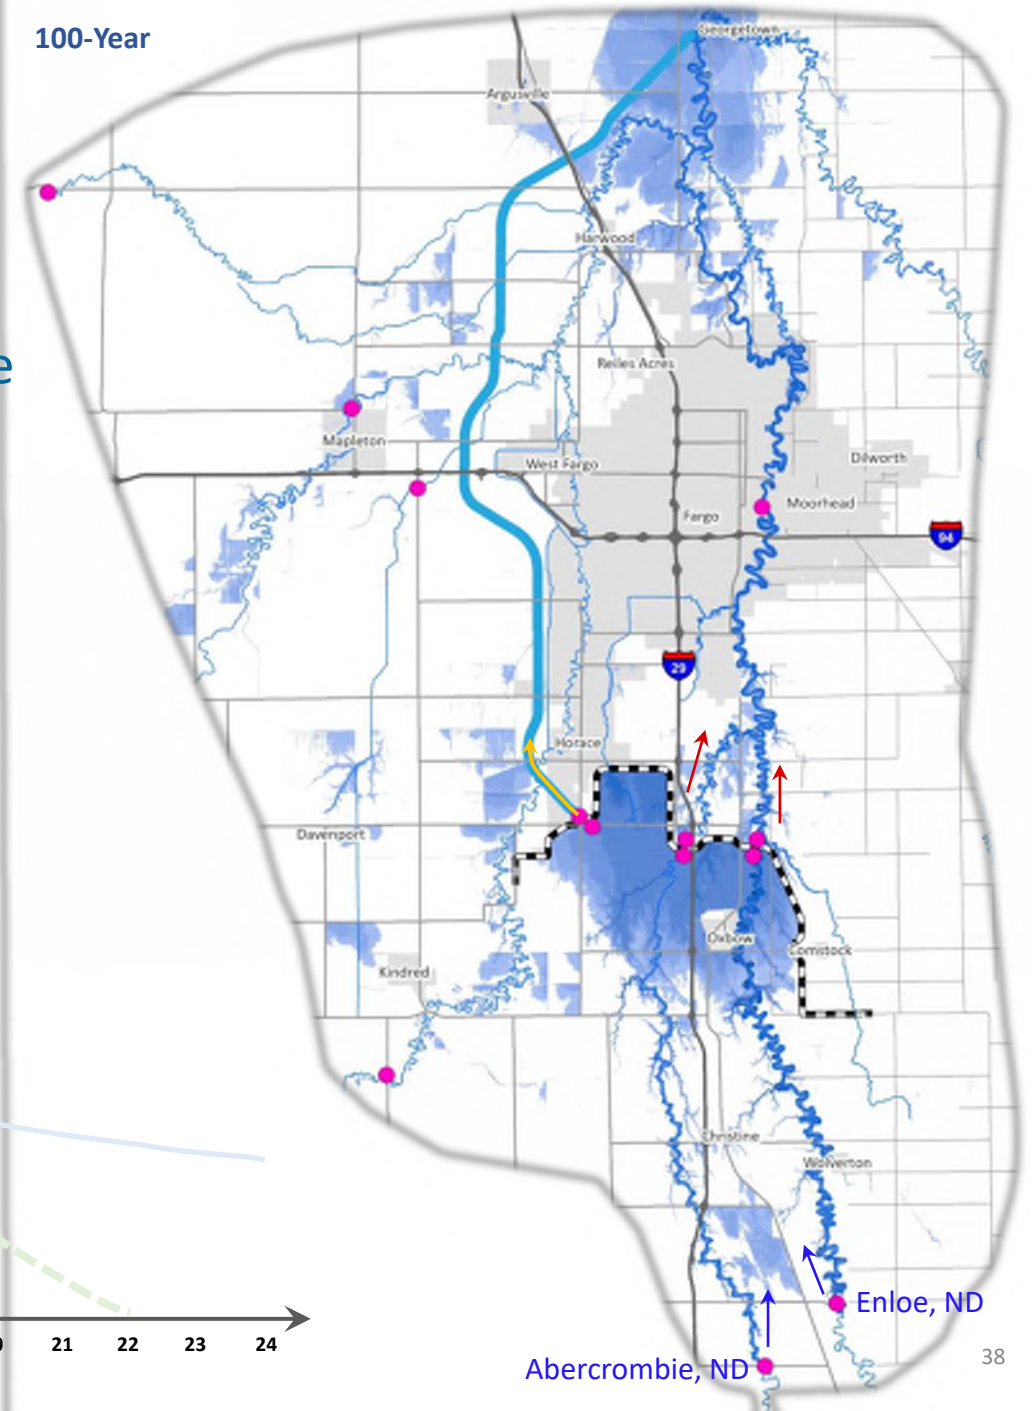 100-Year
Georgetown
Argusville
Harwood
e
Reiles Acres
Mapleton
West Fargo
Dilworth
Moorhead
Fargo
94
29
Horace
Davenport
Oxbow
Comstock
Kindred
Christine
Wolverton
Enloe, ND
Abercrombie, ND
38
0 21 22 23 24